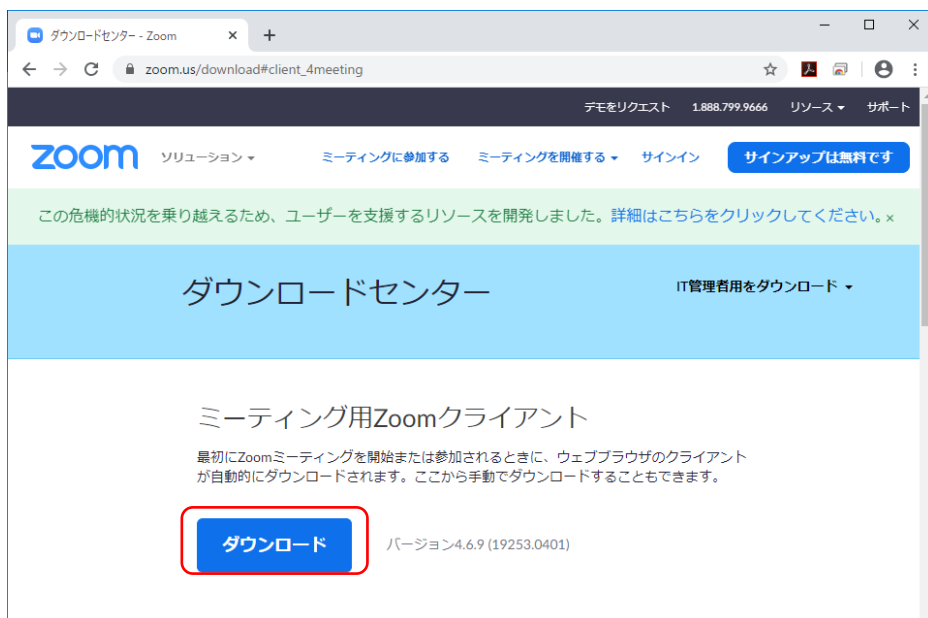 ダウンロードセンター - Zoom
zoom.us/download#client_4meeting
デモをリクエスト 1.888.799.9666 リソース サポート
zoom ソリューション ミーティングに参加する ミーティングを開催する サインイン サインアップは無料です
この危機的状況を乗り越えるため、ユーザーを支援するリソースを開発しました。詳細はこちらをクリックしてください。×
ダウンロードセンター
IT管理者用をダウンロード
ミーティング用Zoomクライアント
最初にZoomミーティングを開始または参加されるときに、ウェブブラウザのクライアント
が自動的にダウンロードされます。ここから手動でダウンロードすることもできます。
ダウンロード バージョン4.6.9 (19253.0401)